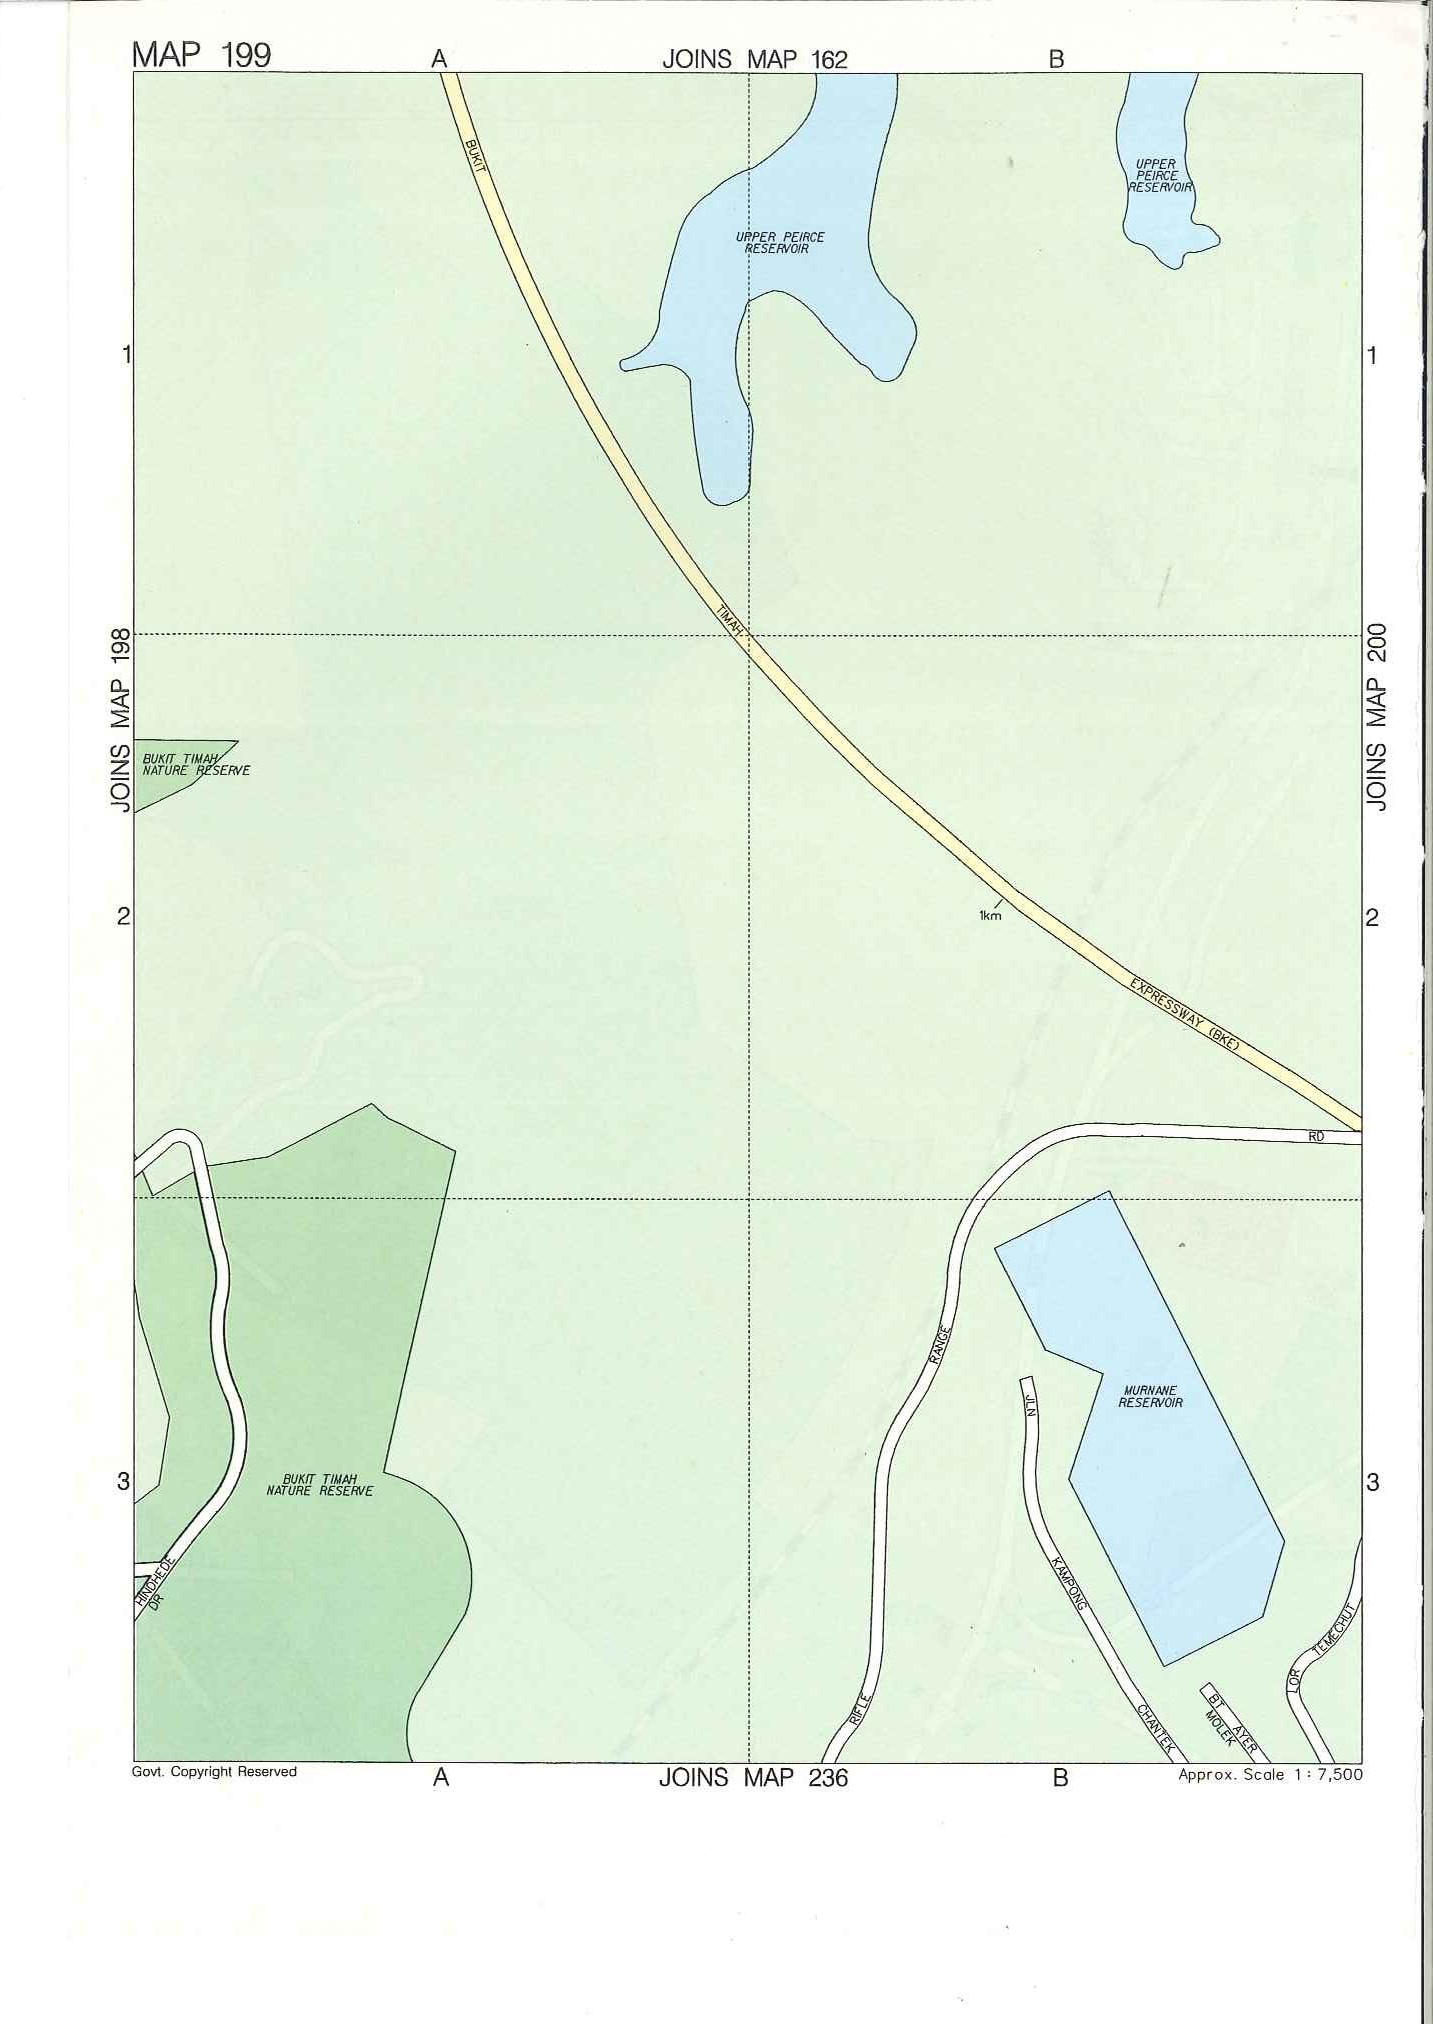 MAP 199
A
JOINS MAP 162
B
BUKIT
UPPER
PEIRCE
RESERVOIR
UPPER PEIRCE
RESERVOIR
1
1
TIMAH
JOINS MAP 198
JOINS MAP 200
BUKIT TIMAH
NATURE RESERVE
2
1km
2
EXPRESSWAY (BKE)
RD
RANGE
MURNANE
RESERVOIR
JLN
3
BUKIT TIMAH
NATURE RESERVE
3
HINDHEDE
DR
KAMPONG
TEMECHUT
LOR
RIFLE
CHANTEK
BT AYER
MOLEK
Govt. Copyright Reserved
A
JOINS MAP 236
B
Approx. Scale 1 : 7,500